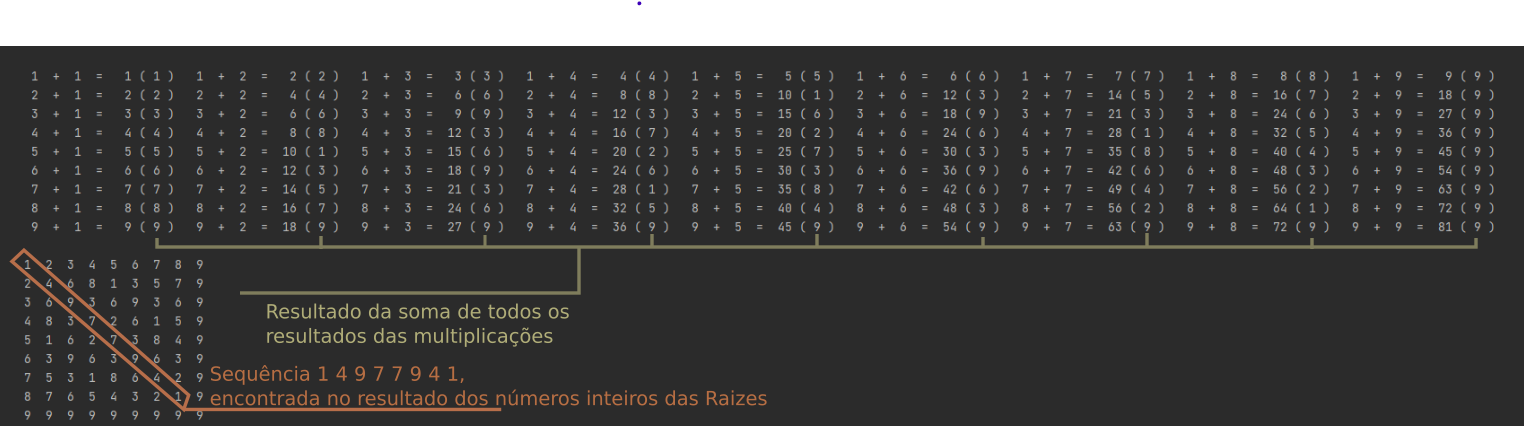 1 + 1 = 1 ( 1 ) 1 + 2 = 2 ( 2 ) 1 + 3 = 3 ( 3 ) 1 + 4 = 4 ( 4 ) 1 + 5 = 5 ( 5 ) 1 + 6 = 6 ( 6 ) 1 + 7 = 7 ( 7 ) 1 + 8 = 8 ( 8 ) 1 + 9 = 9 ( 9 )
2 + 1 = 2 ( 2 ) 2 + 2 = 4 ( 4 ) 2 + 3 = 6 ( 6 ) 2 + 4 = 8 ( 8 ) 2 + 5 = 10 ( 1 ) 2 + 6 = 12 ( 3 ) 2 + 7 = 14 ( 5 ) 2 + 8 = 16 ( 7 ) 2 + 9 = 18 ( 9 )
3 + 1 = 3 ( 3 ) 3 + 2 = 6 ( 6 ) 3 + 3 = 9 ( 9 ) 3 + 4 = 12 ( 3 ) 3 + 5 = 15 ( 6 ) 3 + 6 = 18 ( 9 ) 3 + 7 = 21 ( 3 ) 3 + 8 = 24 ( 6 ) 3 + 9 = 27 ( 9 )
4 + 1 = 4 ( 4 ) 4 + 2 = 8 ( 8 ) 4 + 3 = 12 ( 3 ) 4 + 4 = 16 ( 7 ) 4 + 5 = 20 ( 2 ) 4 + 6 = 24 ( 6 ) 4 + 7 = 28 ( 1 ) 4 + 8 = 32 ( 5 ) 4 + 9 = 36 ( 9 )
5 + 1 = 5 ( 5 ) 5 + 2 = 10 ( 1 ) 5 + 3 = 15 ( 6 ) 5 + 4 = 20 ( 2 ) 5 + 5 = 25 ( 7 ) 5 + 6 = 30 ( 3 ) 5 + 7 = 35 ( 8 ) 5 + 8 = 40 ( 4 ) 5 + 9 = 45 ( 9 )
6 + 1 = 6 ( 6 ) 6 + 2 = 12 ( 3 ) 6 + 3 = 18 ( 9 ) 6 + 4 = 24 ( 6 ) 6 + 5 = 30 ( 3 ) 6 + 6 = 36 ( 9 ) 6 + 7 = 42 ( 6 ) 6 + 8 = 48 ( 3 ) 6 + 9 = 54 ( 9 )
7 + 1 = 7 ( 7 ) 7 + 2 = 14 ( 5 ) 7 + 3 = 21 ( 3 ) 7 + 4 = 28 ( 1 ) 7 + 5 = 35 ( 8 ) 7 + 6 = 42 ( 6 ) 7 + 7 = 49 ( 4 ) 7 + 8 = 56 ( 2 ) 7 + 9 = 63 ( 9 )
8 + 1 = 8 ( 8 ) 8 + 2 = 16 ( 7 ) 8 + 3 = 24 ( 6 ) 8 + 4 = 32 ( 5 ) 8 + 5 = 40 ( 4 ) 8 + 6 = 48 ( 3 ) 8 + 7 = 56 ( 2 ) 8 + 8 = 64 ( 1 ) 8 + 9 = 72 ( 9 )
9 + 1 = 9 ( 9 ) 9 + 2 = 18 ( 9 ) 9 + 3 = 27 ( 9 ) 9 + 4 = 36 ( 9 ) 9 + 5 = 45 ( 9 ) 9 + 6 = 54 ( 9 ) 9 + 7 = 63 ( 9 ) 9 + 8 = 72 ( 9 ) 9 + 9 = 81 ( 9 )
1 2 3 4 5 6 7 8 9
2 4 6 8 1 3 5 7 9
3 6 9 3 6 9 3 6 9
4 8 3 7 2 6 1 5 9
5 1 6 2 7 3 8 4 9
6 3 9 6 3 9 6 3 9
7 5 3 1 8 6 4 2 9
8 7 6 5 4 3 2 1 9
9 9 9 9 9 9 9 9 9
Resultado da soma de todos os
resultados das multiplicações
Sequência 1 4 9 7 7 9 4 1,
encontrada no resultado dos números inteiros das Raizes